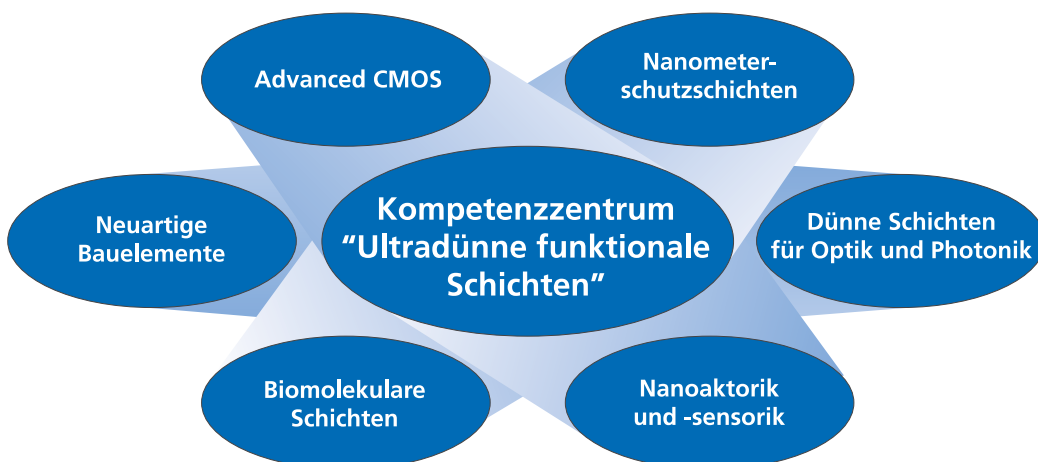 Advanced CMOS
Nanometer-
schutzschichten
Neuartige
Bauelemente
Kompetenzzentrum
“Ultradünne funktionale
Schichten”
Dünne Schichten
für Optik und Photonik
Biomolekulare
Schichten
Nanoaktorik
und -sensorik